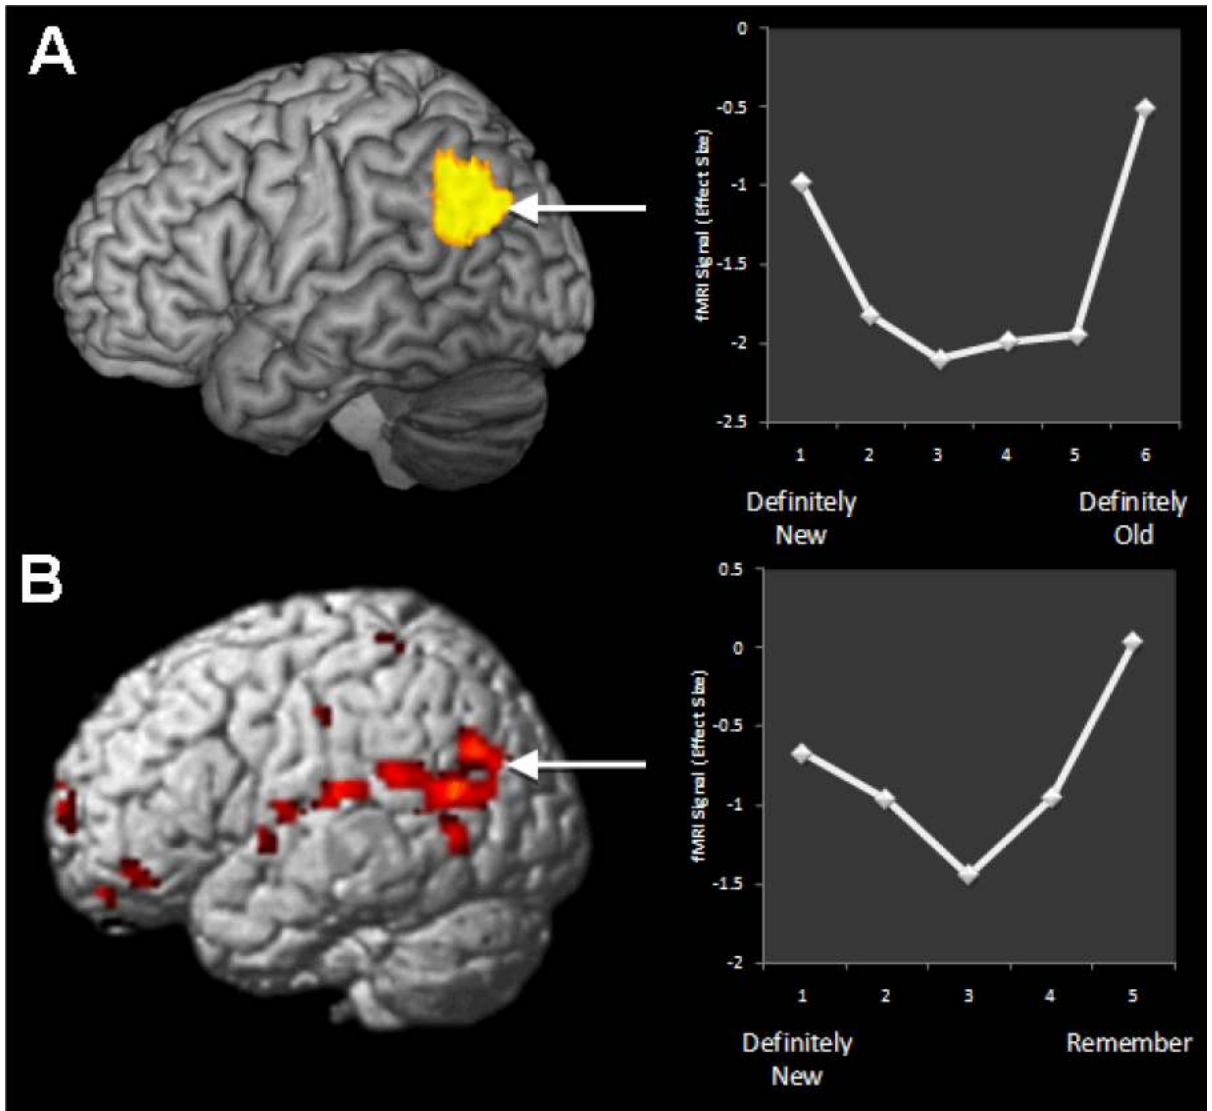 A
fMRI Signal (Effect Size)
0
-0.5
-1
-1.5
-2
-2.5
1 2 3 4 5 6
Definitely New
Definitely Old
B
fMRI Signal (Effect Size)
0.5
0
-0.5
-1
-1.5
-2
1 2 3 4 5
Definitely New
Remember